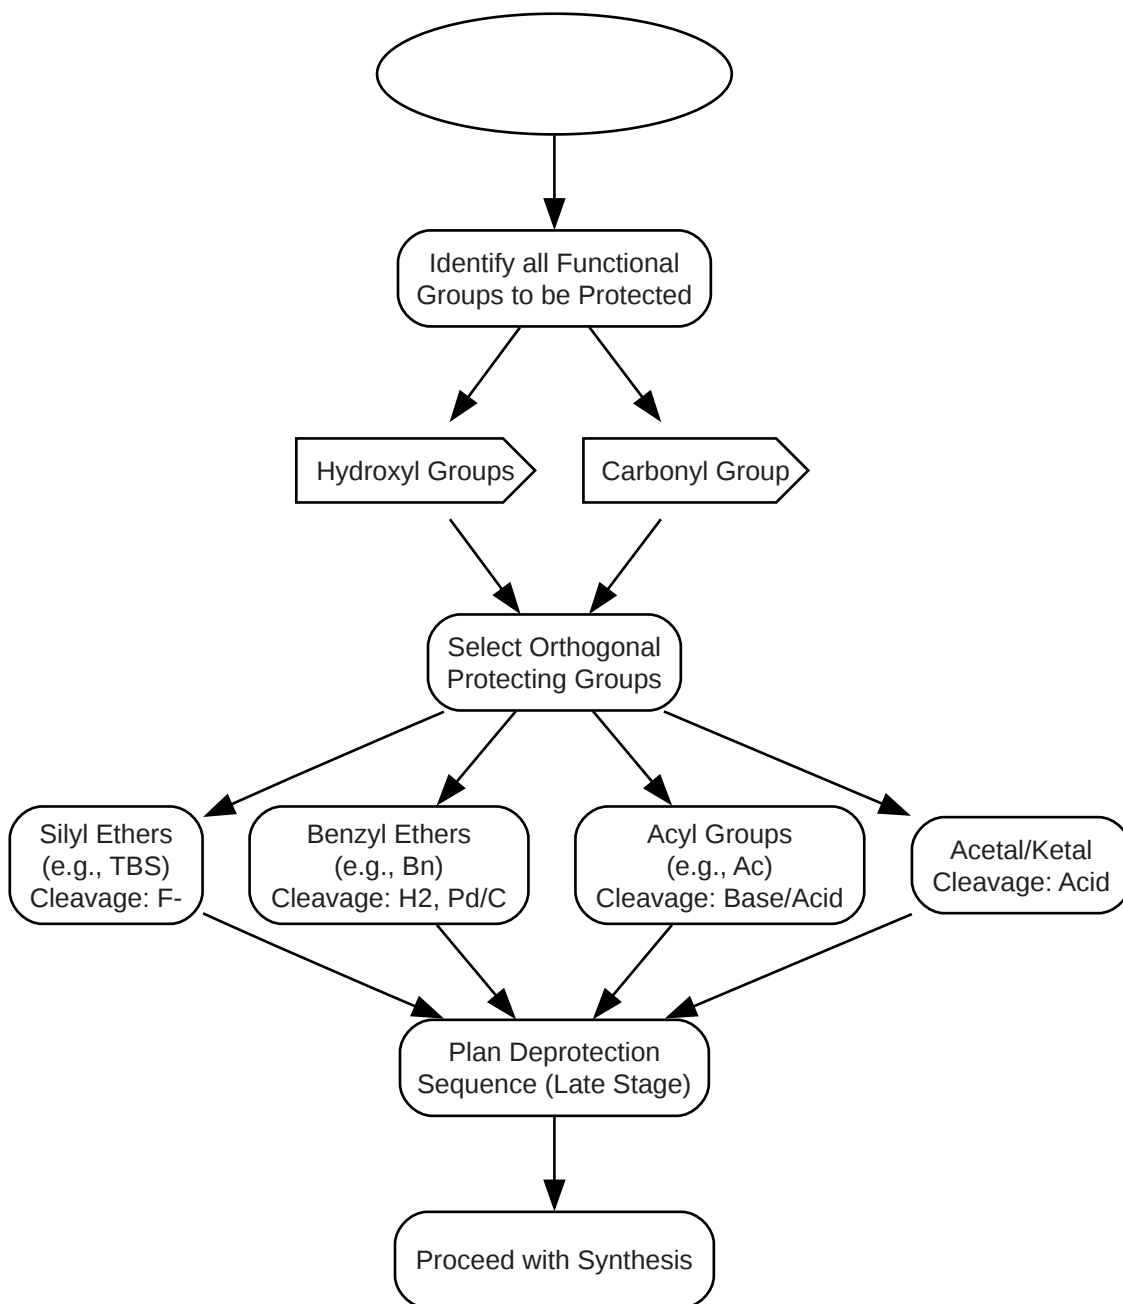 Identify all Functional
Groups to be Protected
Hydroxyl Groups
Carbonyl Group
Select Orthogonal
Protecting Groups
Silyl Ethers
(e.g., TBS)
Cleavage: F-
Benzyl Ethers
(e.g., Bn)
Cleavage: H2, Pd/C
Acyl Groups
(e.g., Ac)
Cleavage: Base/Acid
Acetal/Ketal
Cleavage: Acid
Plan Deprotection
Sequence (Late Stage)
Proceed with Synthesis